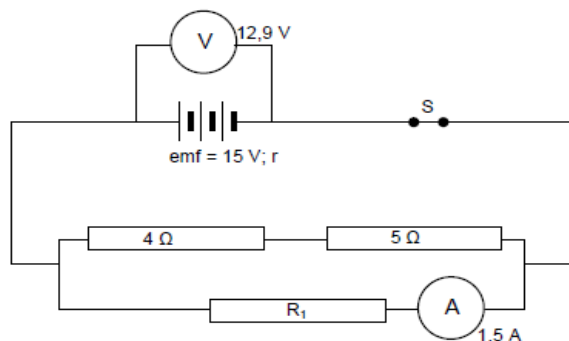 12,9 V
V
S
emf = 15 V; r
4 Ω
5 Ω
R₁
A
1,5 A